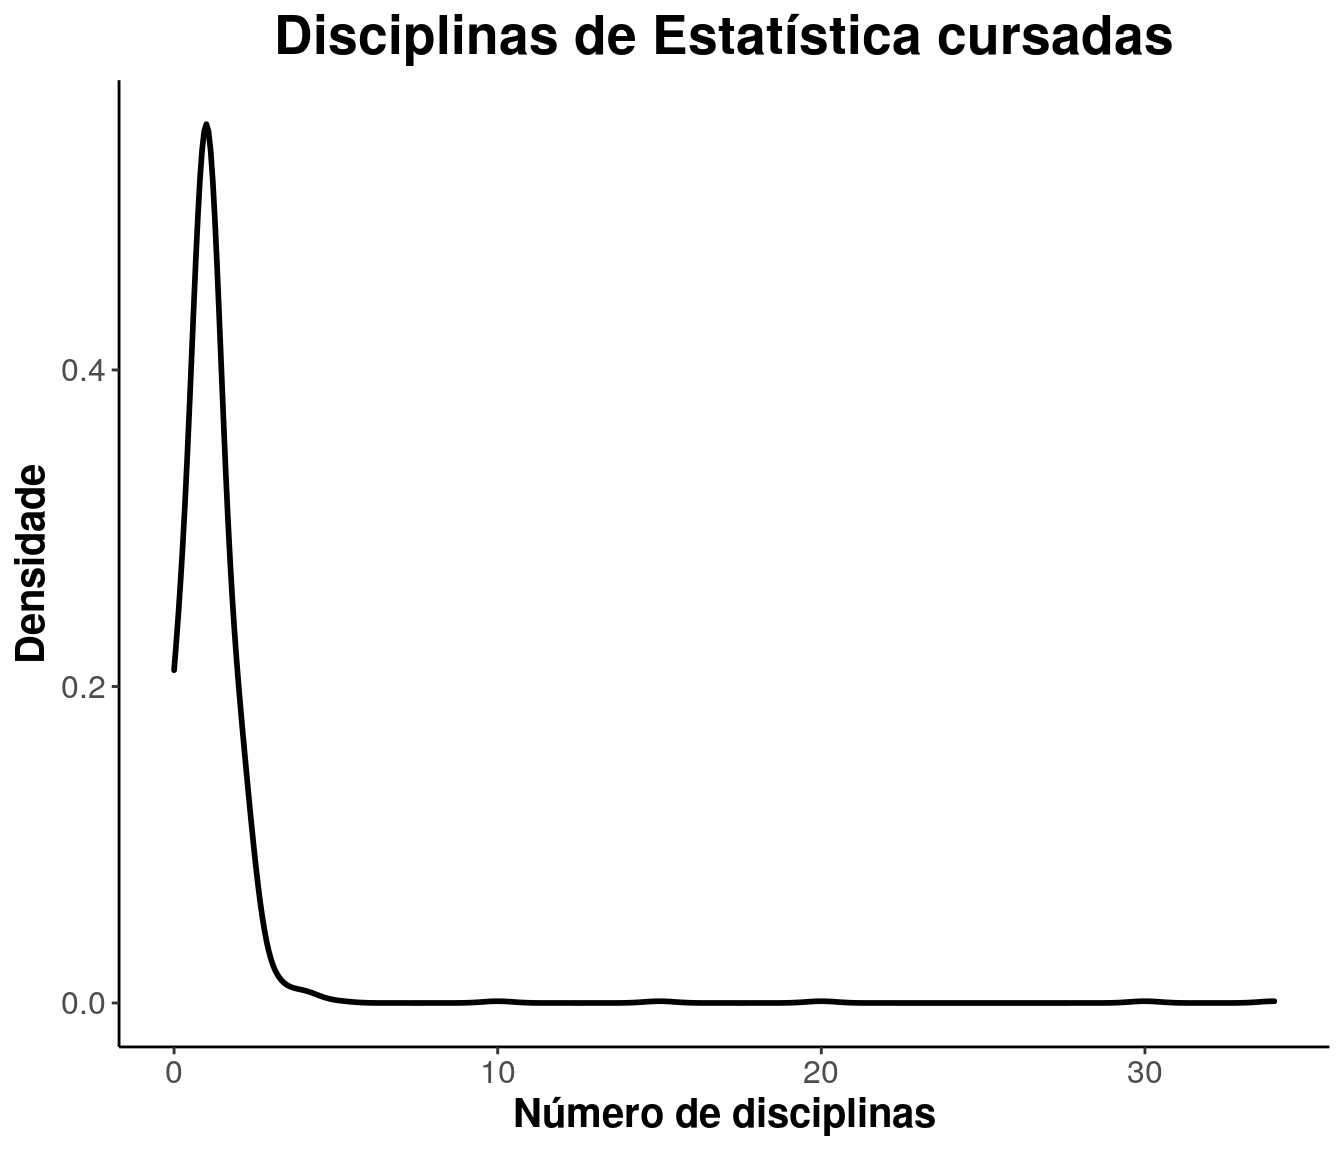 Disciplinas de Estatística cursadas
Densidade
0.4
0.2
0.0
0 10 20 30
Número de disciplinas